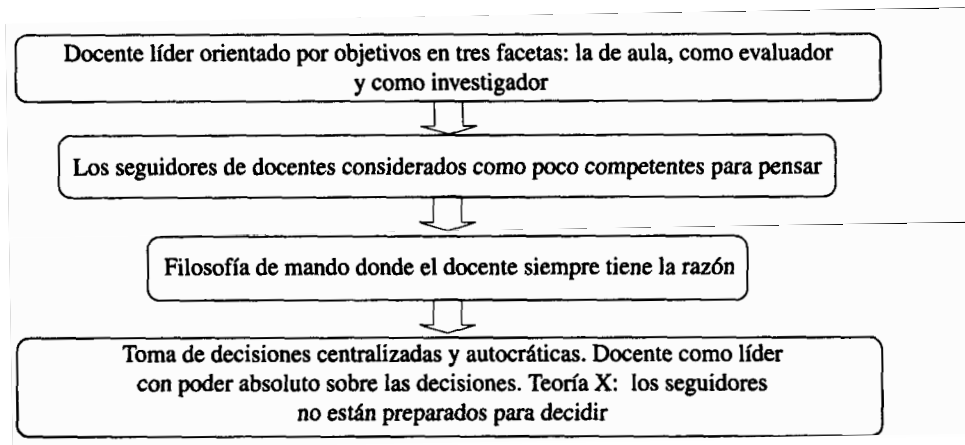 Docente líder orientado por objetivos en tres facetas: la de aula, como evaluador
y como investigador
Los seguidores de docentes considerados como poco competentes para pensar
Filosofía de mando donde el docente siempre tiene la razón
Toma de decisiones centralizadas y autocráticas. Docente como líder
con poder absoluto sobre las decisiones. Teoría X: los seguidores
no están preparados para decidir